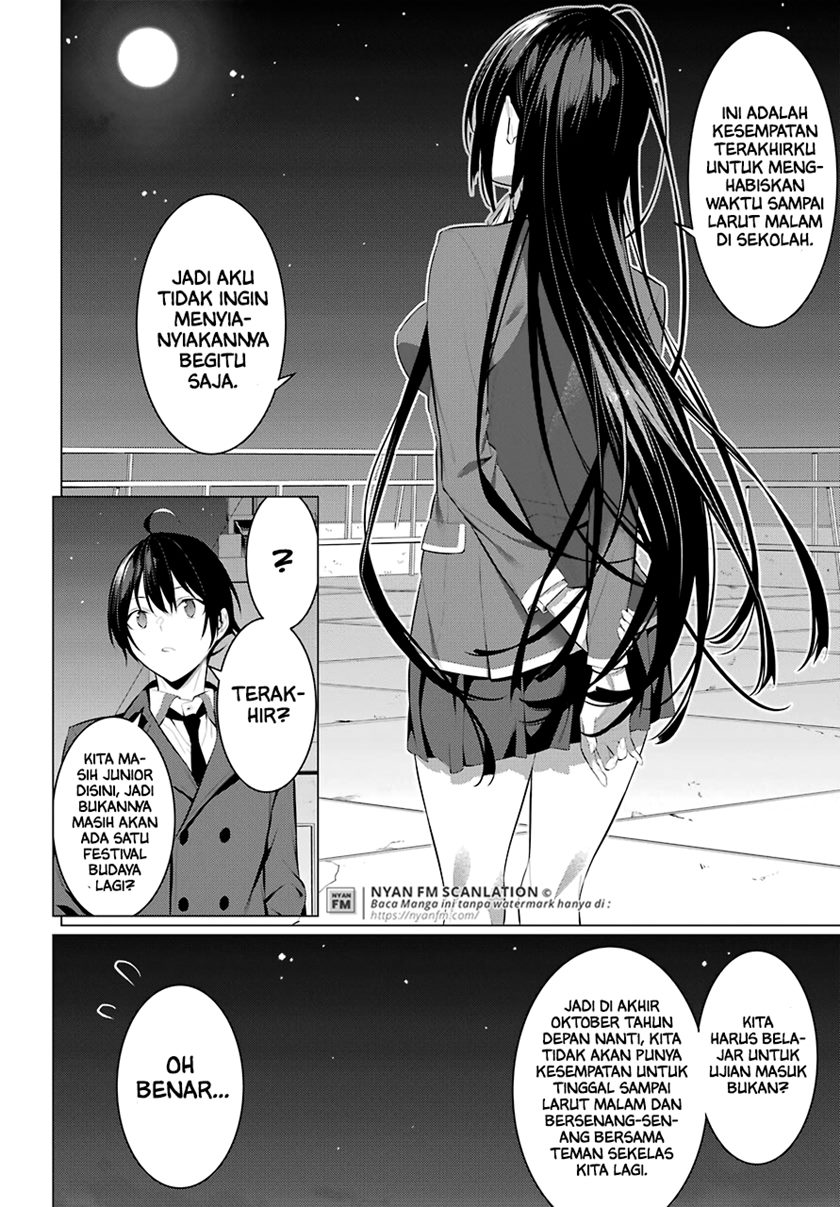 INI ADALAH
KESEMPATAN
TERAKHIRKU
UNTUK MENG-
HABISKAN
WAKTU SAMPAI
LARUT MALAM
DI SEKOLAH.
JADI AKU
TIDAK INGIN
MENYIA-
NYIAKANNYA
BEGITU
SAJA.
?
TERAK-
HIR?
KITA MA-
SIH JUNIOR
DISINI, JADI
BUKANNYA
MASIH AKAN
ADA SATU
FESTIVAL
BUDAYA
LAGI?
NYAN
FM
NYAN FM SCANLATION ©
Baca Manga ini tanpa watermark hanya di :
https://nyanfm.com/
KITA
HARUS BELA-
JAR UNTUK
UJIAN MASUK
BUKAN?
JADI DI AKHIR
OKTOBER TAHUN
DEPAN NANTI, KITA
TIDAK AKAN PUNYA
KESEMPATAN UNTUK
TINGGAL SAMPAI
LARUT MALAM DAN
BERSENANG-SEN-
ANG BERSAMA
TEMAN SEKELAS
KITA LAGI.
OH
BENAR...